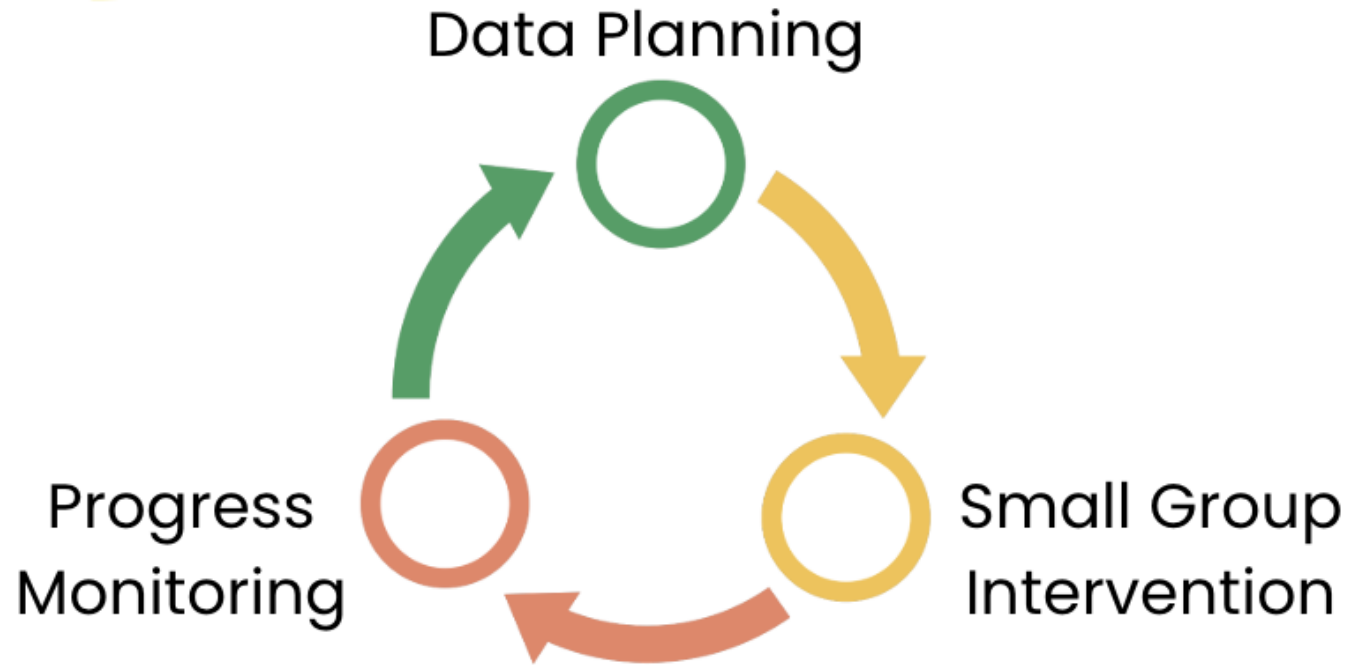 Data Planning
Progress
Monitoring
Small Group
Intervention